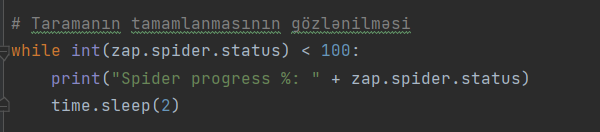 # Taramanın tamamlanmasının gözlənilməsi
while int(zap.spider.status) < 100:
    print("Spider progress %: " + zap.spider.status)
    time.sleep(2)